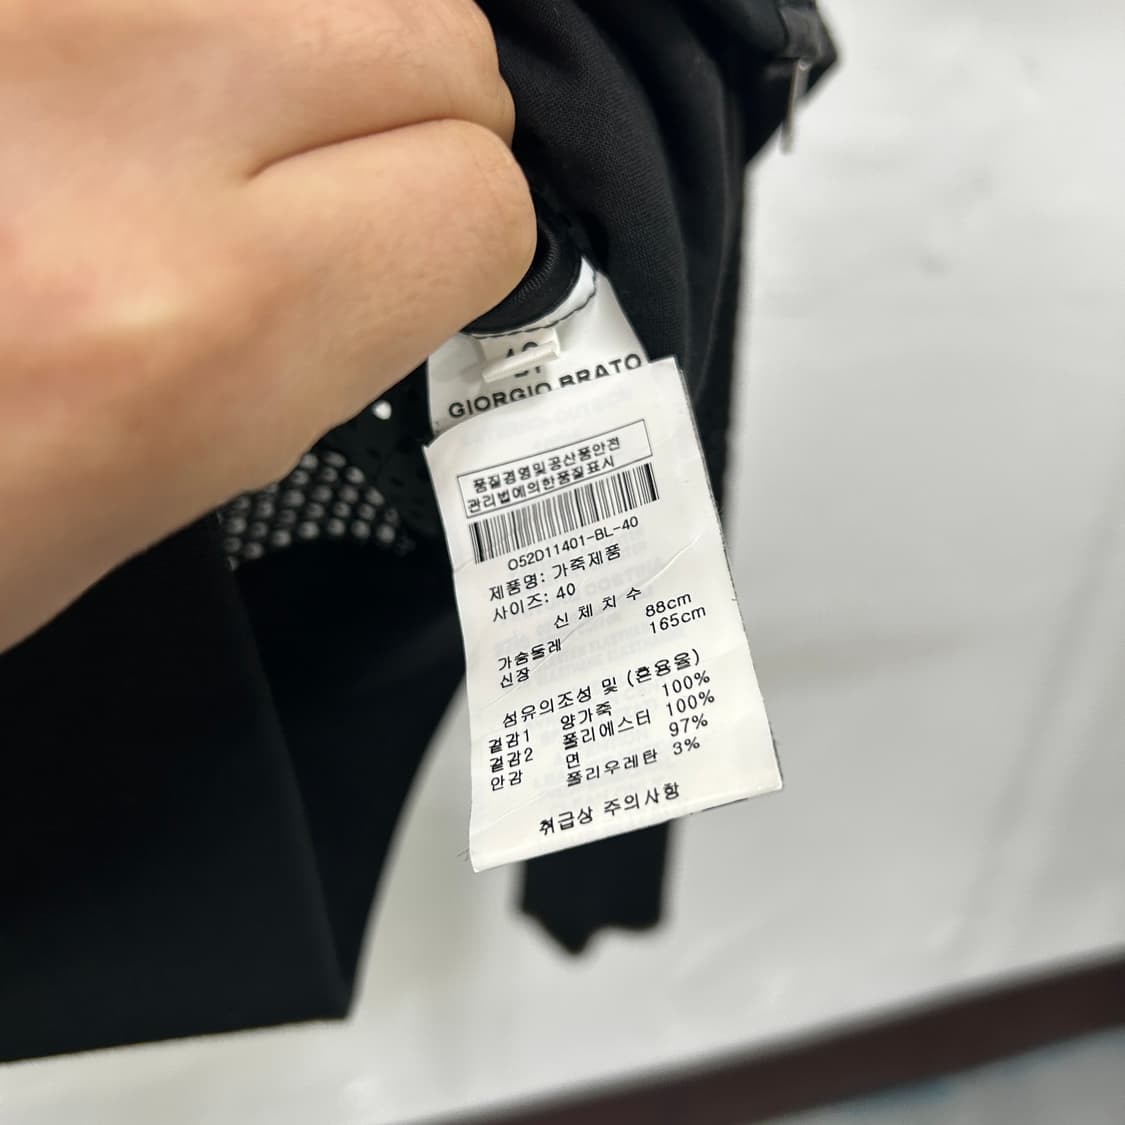 40
BY
GIORGIO BRATO
품질경영및공산품안전
관리법에의한품질표시
O52D11401-BL-40
제품명: 가죽제품
사이즈: 40
신 체 치 수
가슴둘레 88cm
신장 165cm
섬유의조성 및 (혼용율)
겉감1 양가죽 100%
겉감2 폴리에스터 100%
안감 면 97%
폴리우레탄 3%
취급상 주의사항